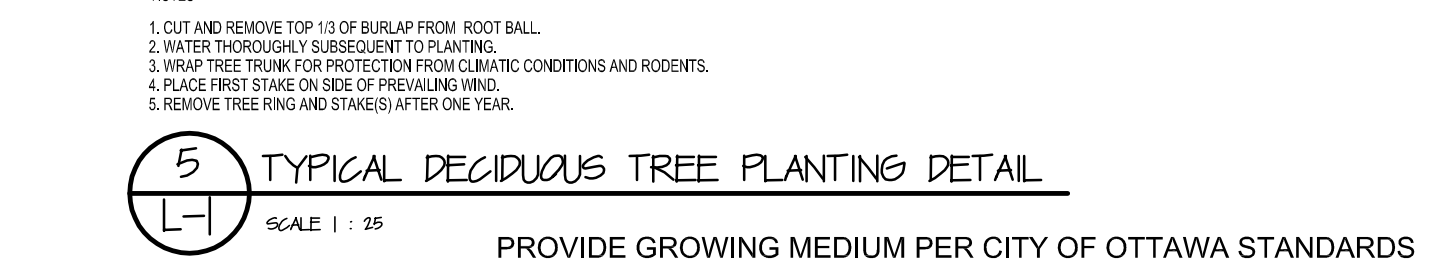 1. CUT AND REMOVE TOP 1/3 OF BURLAP FROM ROOT BALL.
2. WATER THOROUGHLY SUBSEQUENT TO PLANTING.
3. WRAP TREE TRUNK FOR PROTECTION FROM CLIMATIC CONDITIONS AND RODENTS.
4. PLACE FIRST STAKE ON SIDE OF PREVAILING WIND.
5. REMOVE TREE RING AND STAKE(S) AFTER ONE YEAR.
5 TYPICAL DECIDUOUS TREE PLANTING DETAIL
L-1 SCALE 1 : 25
PROVIDE GROWING MEDIUM PER CITY OF OTTAWA STANDARDS